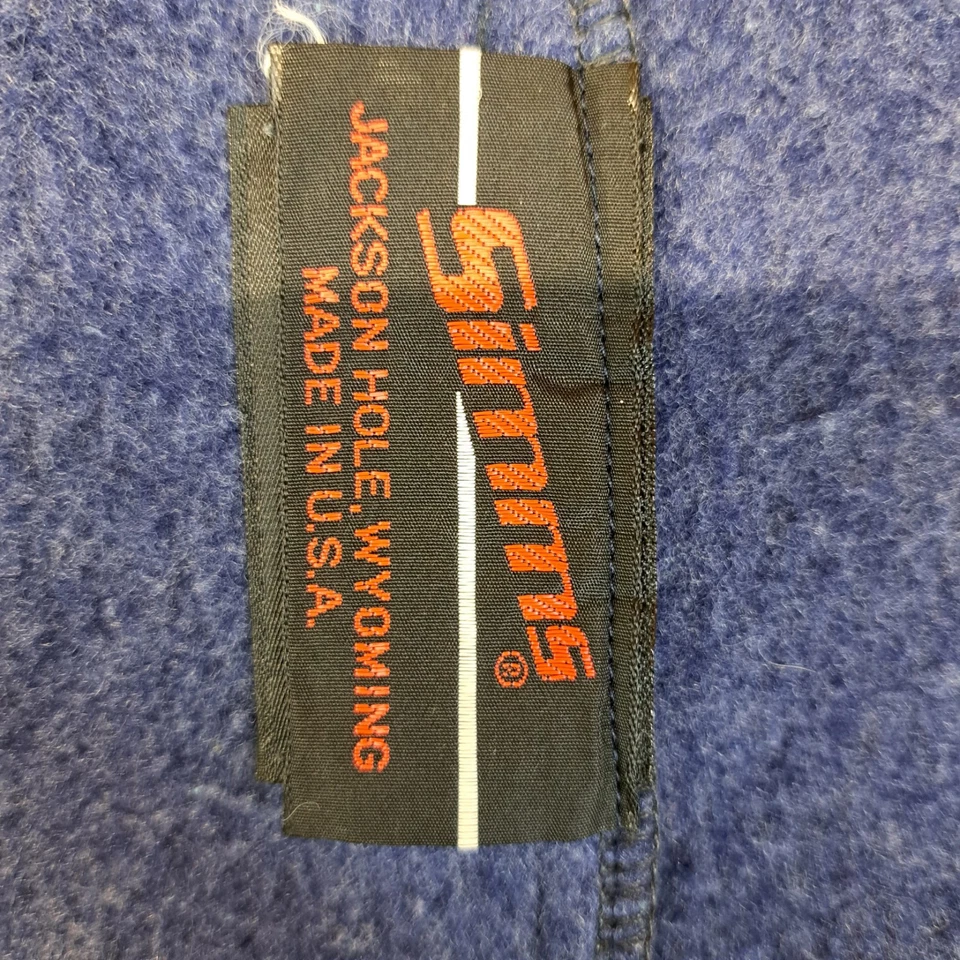 Simms®
JACKSON HOLE, WYOMING
MADE IN U.S.A.